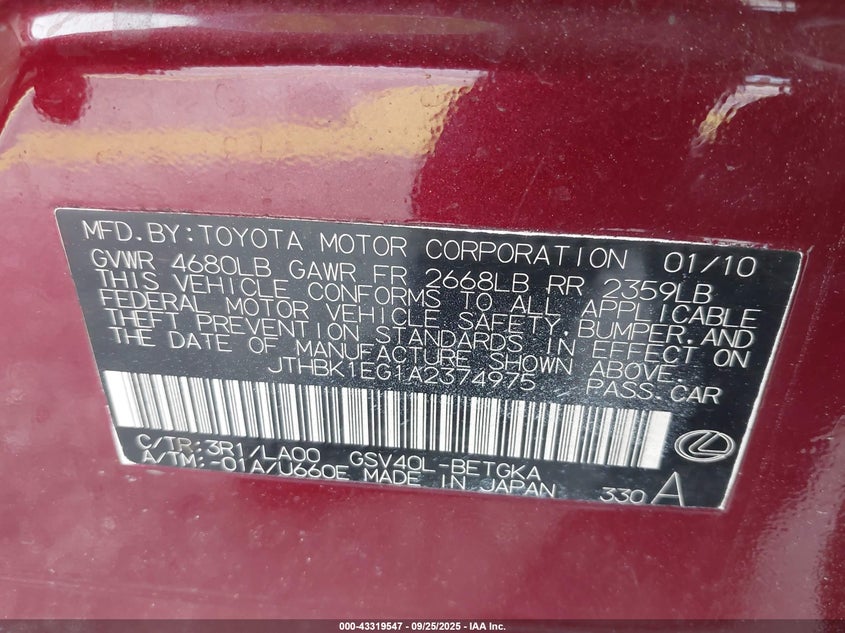 MFD.BY:TOYOTA MOTOR CORPORATION 01/10
GVWR 4680LB GAWR FR 2668LB RR 2359LB
THIS VEHICLE CONFORMS TO ALL APPLICABLE
FEDERAL MOTOR VEHICLE SAFETY,BUMPER,AND
THEFT PREVENTION STANDARDS IN EFFECT ON
THE DATE OF MANUFACTURE SHOWN ABOVE.
JTHBK1EG1A2374975 PASS.CAR
C/TR:3R1/LA00 GSV40L-BETGKA
A/TM:-01A/U660E MADE IN JAPAN 330 A
000-43319547 - 09/25/2025 - IAA Inc.